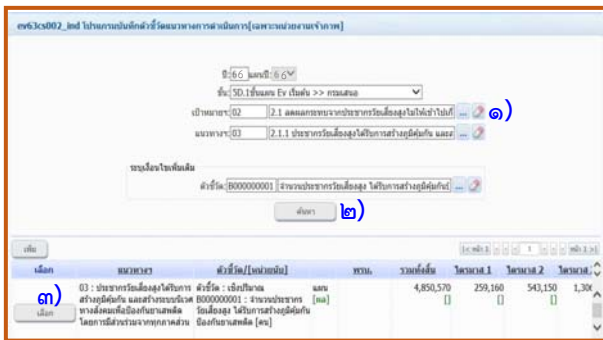 ev63cs002_ind โปรแกรมบันทึกตัวชี้วัดแนวทางการดำเนินการ[เฉพาะหน่วยงานเจ้าภาพ]
ปี: 66 แผนปี: 66
ขั้น: 5D.1ขั้นแผน Ev เริ่มต้น >> กรมเสนอ
เป้าหมายฯ: 02 2.1 ลดผลกระทบจากประชากรวัยเสี่ยงสูงไม่ให้เข้าไปเกี่ ... ๑)
แนวทางฯ: 03 2.1.1 ประชากรวัยเสี่ยงสูงได้รับการสร้างภูมิคุ้มกัน และส ...
ระบุเงื่อนไขเพิ่มเติม
ตัวชี้วัด: B000000001 จำนวนประชากรวัยเสี่ยงสูง ได้รับการสร้างภูมิคุ้มกันป้ ...
ค้นหา ๒)
เพิ่ม |< หน้า 1 1 หน้า 1 >|
เลือก แนวทางฯ ตัวชี้วัด/[หน่วยนับ] พรบ. รวมทั้งสิ้น ไตรมาส 1 ไตรมาส 2 ไตรมาส
๓) เลือก 03 : ประชากรวัยเสี่ยงสูงได้รับการ ตัวชี้วัด : เชิงปริมาณ แผน 4,850,570 259,160 543,150 1,30
สร้างภูมิคุ้มกัน และสร้างระบบนิเวศ B000000001 : จำนวนประชากร [ผล] [] [] []
ทางสังคมเพื่อป้องกันยาเสพติด วัยเสี่ยงสูง ได้รับการสร้างภูมิคุ้มกัน
โดยการมีส่วนร่วมจากทุกภาคส่วน ป้องกันยาเสพติด [คน]